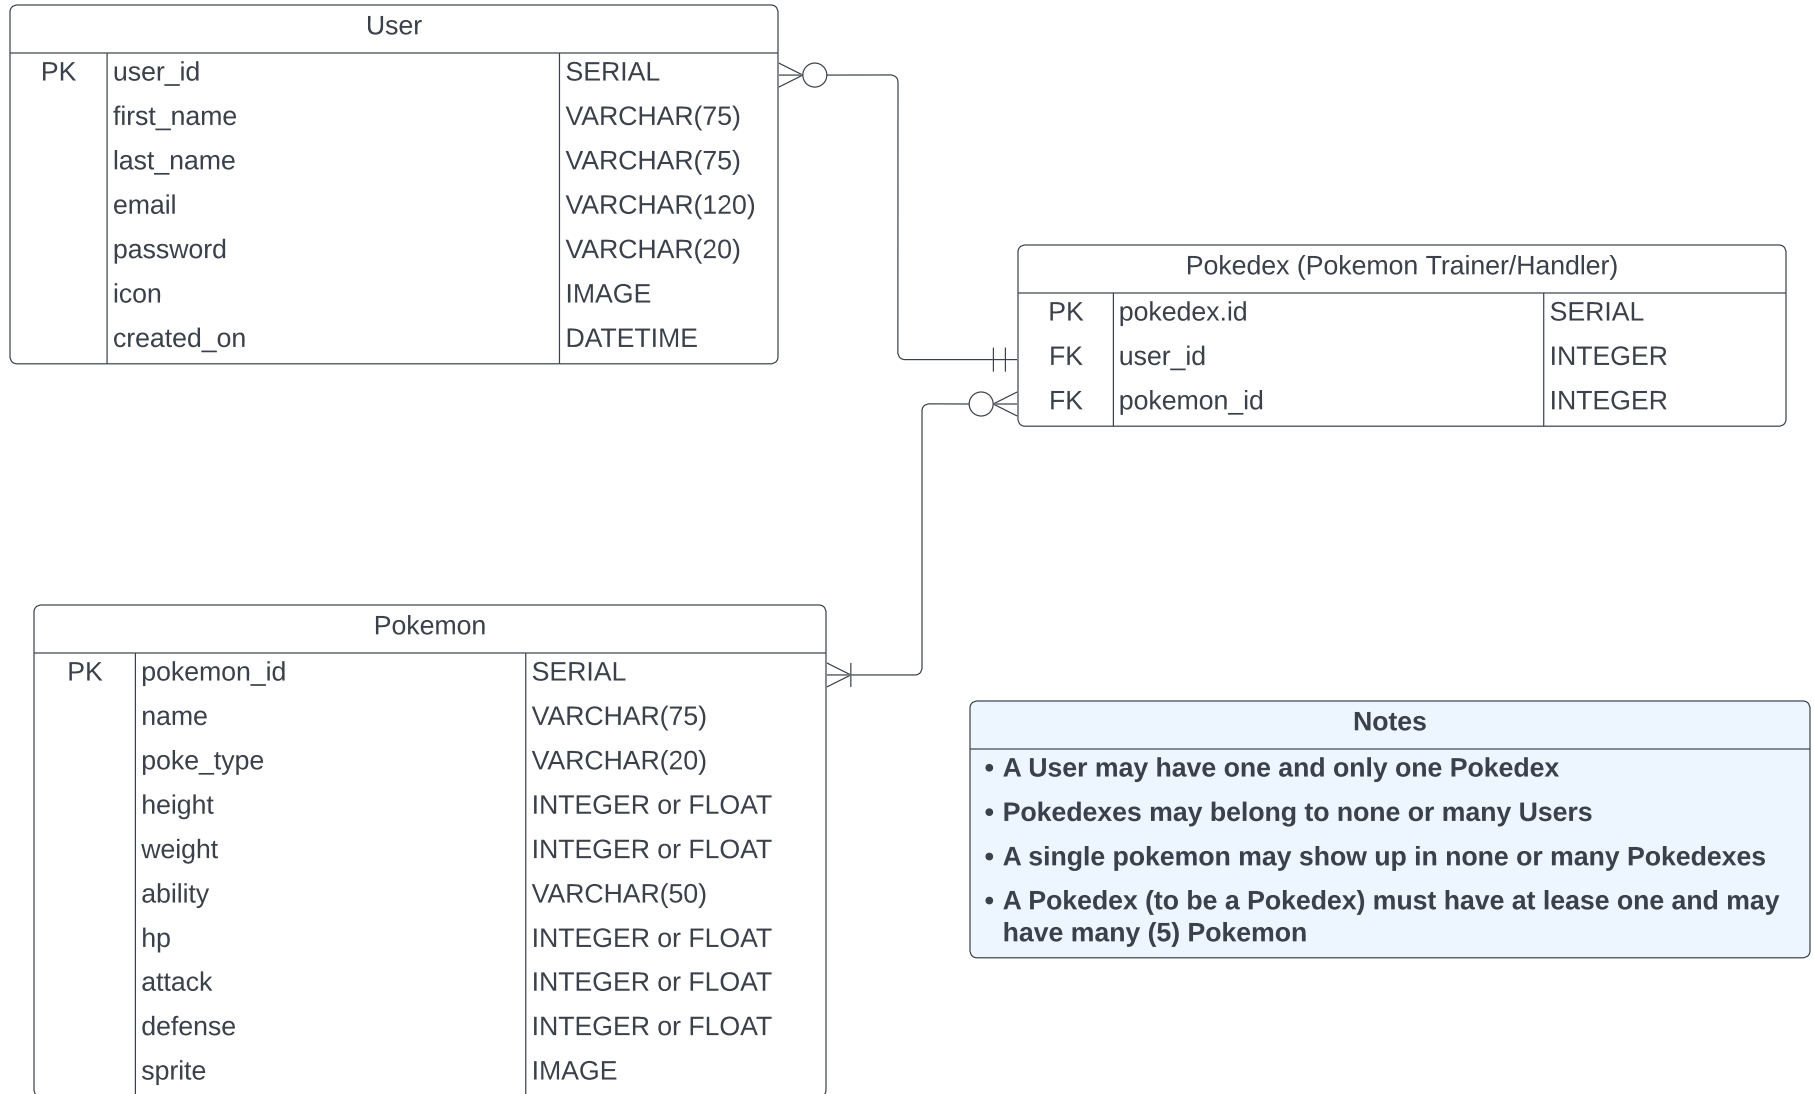 User
PK user_id SERIAL
first_name VARCHAR(75)
last_name VARCHAR(75)
email VARCHAR(120)
password VARCHAR(20)
icon IMAGE
created_on DATETIME
Pokedex (Pokemon Trainer/Handler)
PK pokedex.id SERIAL
FK user_id INTEGER
FK pokemon_id INTEGER
Pokemon
PK pokemon_id SERIAL
name VARCHAR(75)
poke_type VARCHAR(20)
height INTEGER or FLOAT
weight INTEGER or FLOAT
ability VARCHAR(50)
hp INTEGER or FLOAT
attack INTEGER or FLOAT
defense INTEGER or FLOAT
sprite IMAGE
Notes
• A User may have one and only one Pokedex
• Pokedexes may belong to none or many Users
• A single pokemon may show up in none or many Pokedexes
• A Pokedex (to be a Pokedex) must have at lease one and may
have many (5) Pokemon